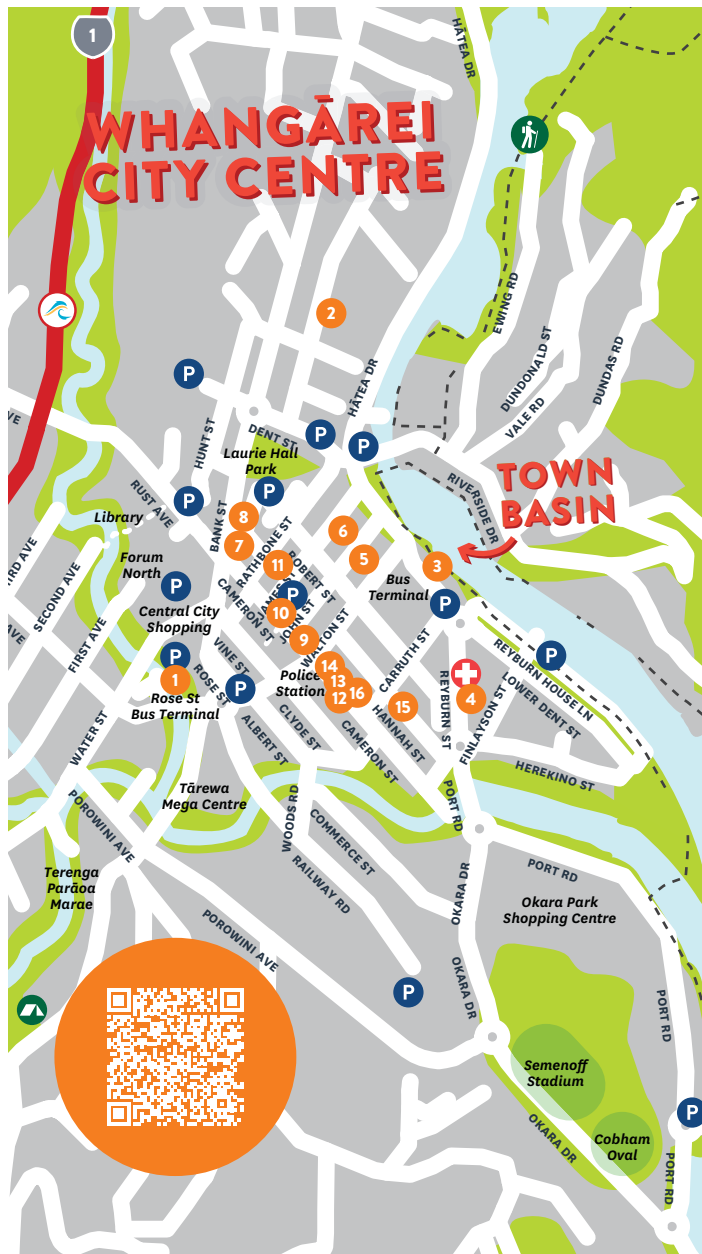 1
HĀTEA DR
WHANGĀREI
CITY CENTRE
EWING RD
2
DUNDONALD ST
DUNDAS RD
VALE RD
P
HĀTEA DR
AVE
HUNT ST
DENT ST
P
P
Laurie Hall
Park
TOWN
BASIN
RUST AVE
P
P
RIVERSIDE DR
Library
BANK ST
8
7
RATHBONE ST
6
5
3
IRD AVE
SECOND AVE
Forum
North
11
ROBERT ST
Bus
Terminal
P
CAMERON ST
JAMES ST
P
10
P
AVE
FIRST AVE
Central City
Shopping
JOHN ST
9
WALTON ST
P
1
ROSE ST
VINE ST
Police
Station
14
13
12
16
CARRUTH ST
15
HANNAH ST
REYBURN ST
4
FINLAYSON ST
REYBURN HOUSE LN
P
LOWER DENT ST
Rose St
Bus Terminal
P
WATER ST
ALBERT ST
CLYDE ST
CAMERON ST
HEREKINO ST
Tārewa
Mega Centre
POROWINI AVE
WOODS RD
COMMERCE ST
RAILWAY RD
PORT RD
Terenga
Parāoa
Marae
OKARA DR
PORT RD
Okara Park
Shopping Centre
POROWINI AVE
P
OKARA DR
PORT RD
Semenoff
Stadium
P
OKARA DR
Cobham
Oval
PORT RD